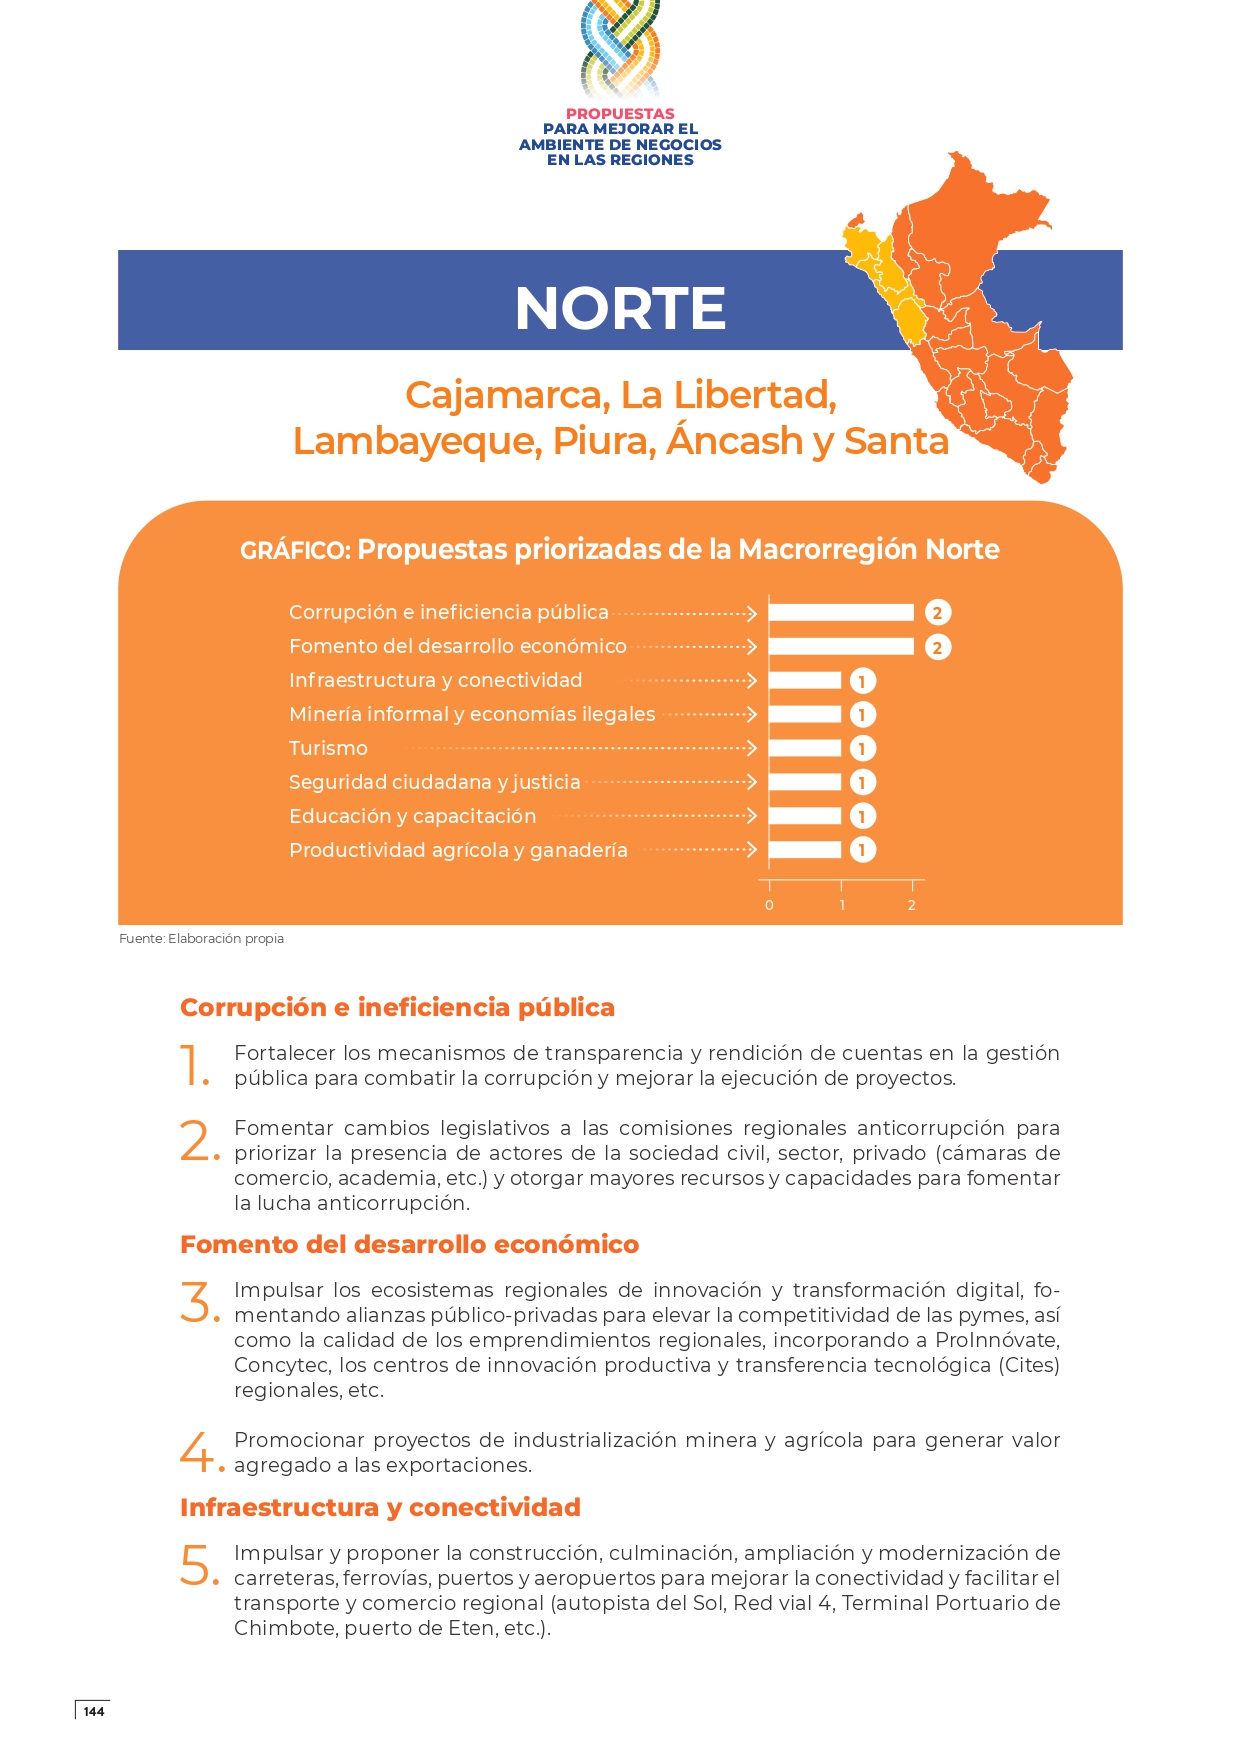 PROPUESTAS
PARA MEJORAR EL
AMBIENTE DE NEGOCIOS
EN LAS REGIONES
NORTE
Cajamarca, La Libertad,
Lambayeque, Piura, Áncash y Santa
GRÁFICO: Propuestas priorizadas de la Macrorregión Norte
Corrupción e ineficiencia pública 2
Fomento del desarrollo económico 2
Infraestructura y conectividad 1
Minería informal y economías ilegales 1
Turismo 1
Seguridad ciudadana y justicia 1
Educación y capacitación 1
Productividad agrícola y ganadería 1
0 1 2
Fuente: Elaboración propia
Corrupción e ineficiencia pública
1. Fortalecer los mecanismos de transparencia y rendición de cuentas en la gestión
pública para combatir la corrupción y mejorar la ejecución de proyectos.
2. Fomentar cambios legislativos a las comisiones regionales anticorrupción para
priorizar la presencia de actores de la sociedad civil, sector, privado (cámaras de
comercio, academia, etc.) y otorgar mayores recursos y capacidades para fomentar
la lucha anticorrupción.
Fomento del desarrollo económico
3. Impulsar los ecosistemas regionales de innovación y transformación digital, fo-
mentando alianzas público-privadas para elevar la competitividad de las pymes, así
como la calidad de los emprendimientos regionales, incorporando a ProInnóvate,
Concytec, los centros de innovación productiva y transferencia tecnológica (Cites)
regionales, etc.
4. Promocionar proyectos de industrialización minera y agrícola para generar valor
agregado a las exportaciones.
Infraestructura y conectividad
5. Impulsar y proponer la construcción, culminación, ampliación y modernización de
carreteras, ferrovías, puertos y aeropuertos para mejorar la conectividad y facilitar el
transporte y comercio regional (autopista del Sol, Red vial 4, Terminal Portuario de
Chimbote, puerto de Eten, etc.).
144